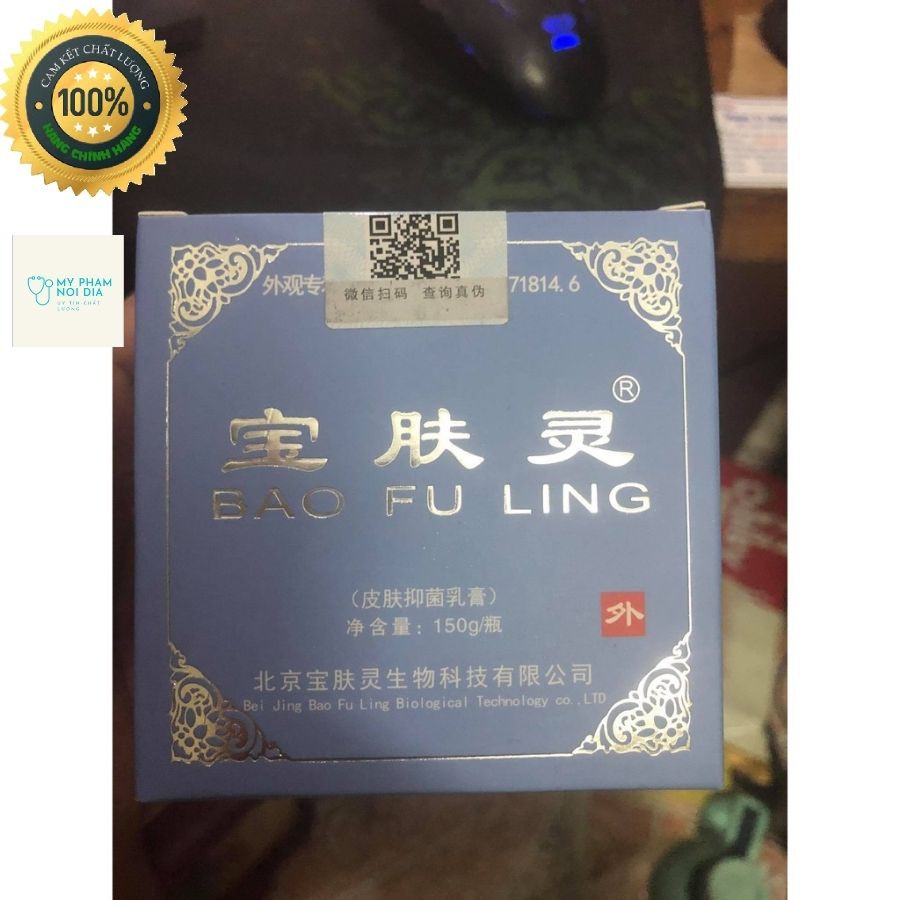 CAM KẾT CHẤT LƯỢNG
100%
HÀNG CHÍNH HÃNG
MY PHAM
NOI DIA
UY TIN-CHẤT
LƯỢNG
外观专 71814.6
微信扫码 查询真伪
宝肤灵®
BAO FU LING
(皮肤抑菌乳膏)
净含量：150g/瓶
外
北京宝肤灵生物科技有限公司
Bei Jing Bao Fu Ling Biological Technology co.,LTD